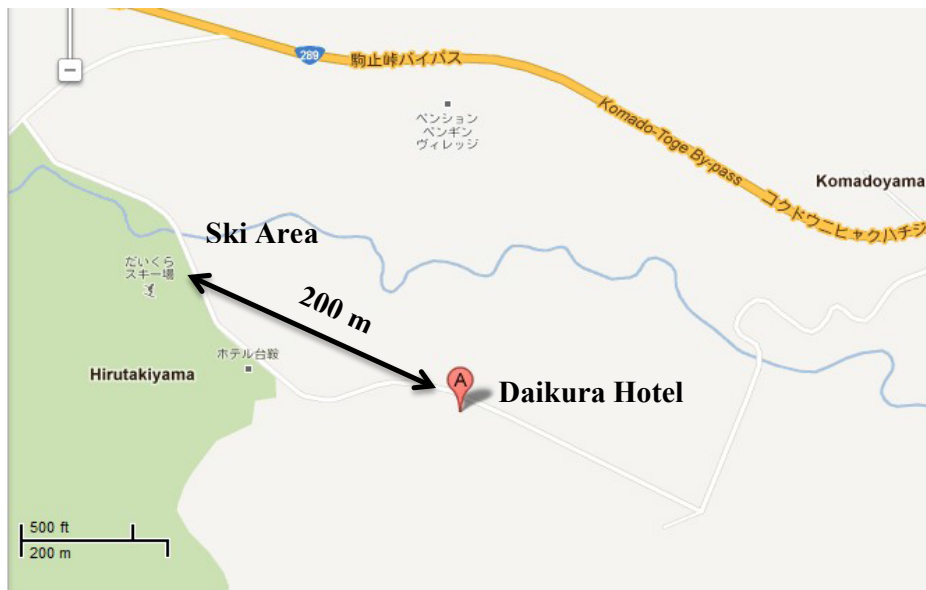 289
駒止峠バイパス
ペンション
ペンギン
ヴィレッジ
Komado-Toge By-pass
Komadoyama
コクドウニヒャクハチジ
Ski Area
だいくら
スキー場
200 m
ホテル台鞍
Hirutakiyama
A
Daikura Hotel
500 ft
200 m